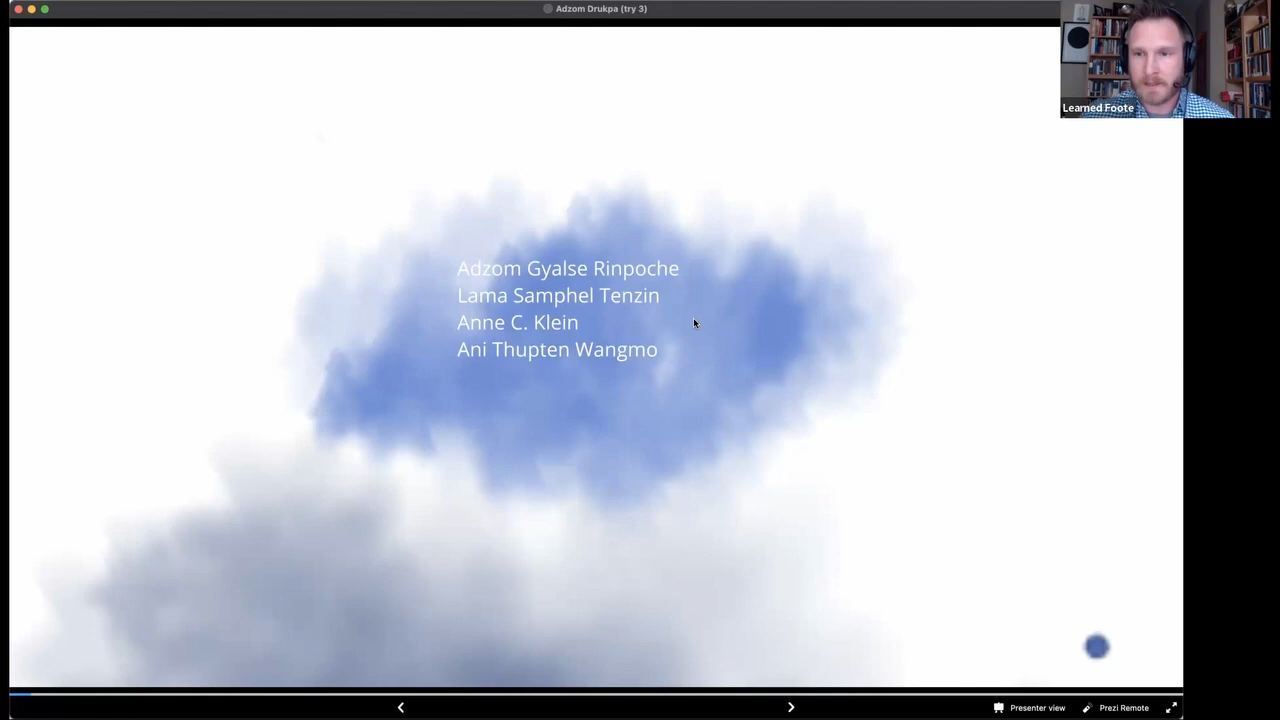 Adzom Drukpa (try 3)
Learned Foote
Adzom Gyalse Rinpoche
Lama Samphel Tenzin
Anne C. Klein
Ani Thupten Wangmo
Presenter view
Prezi Remote